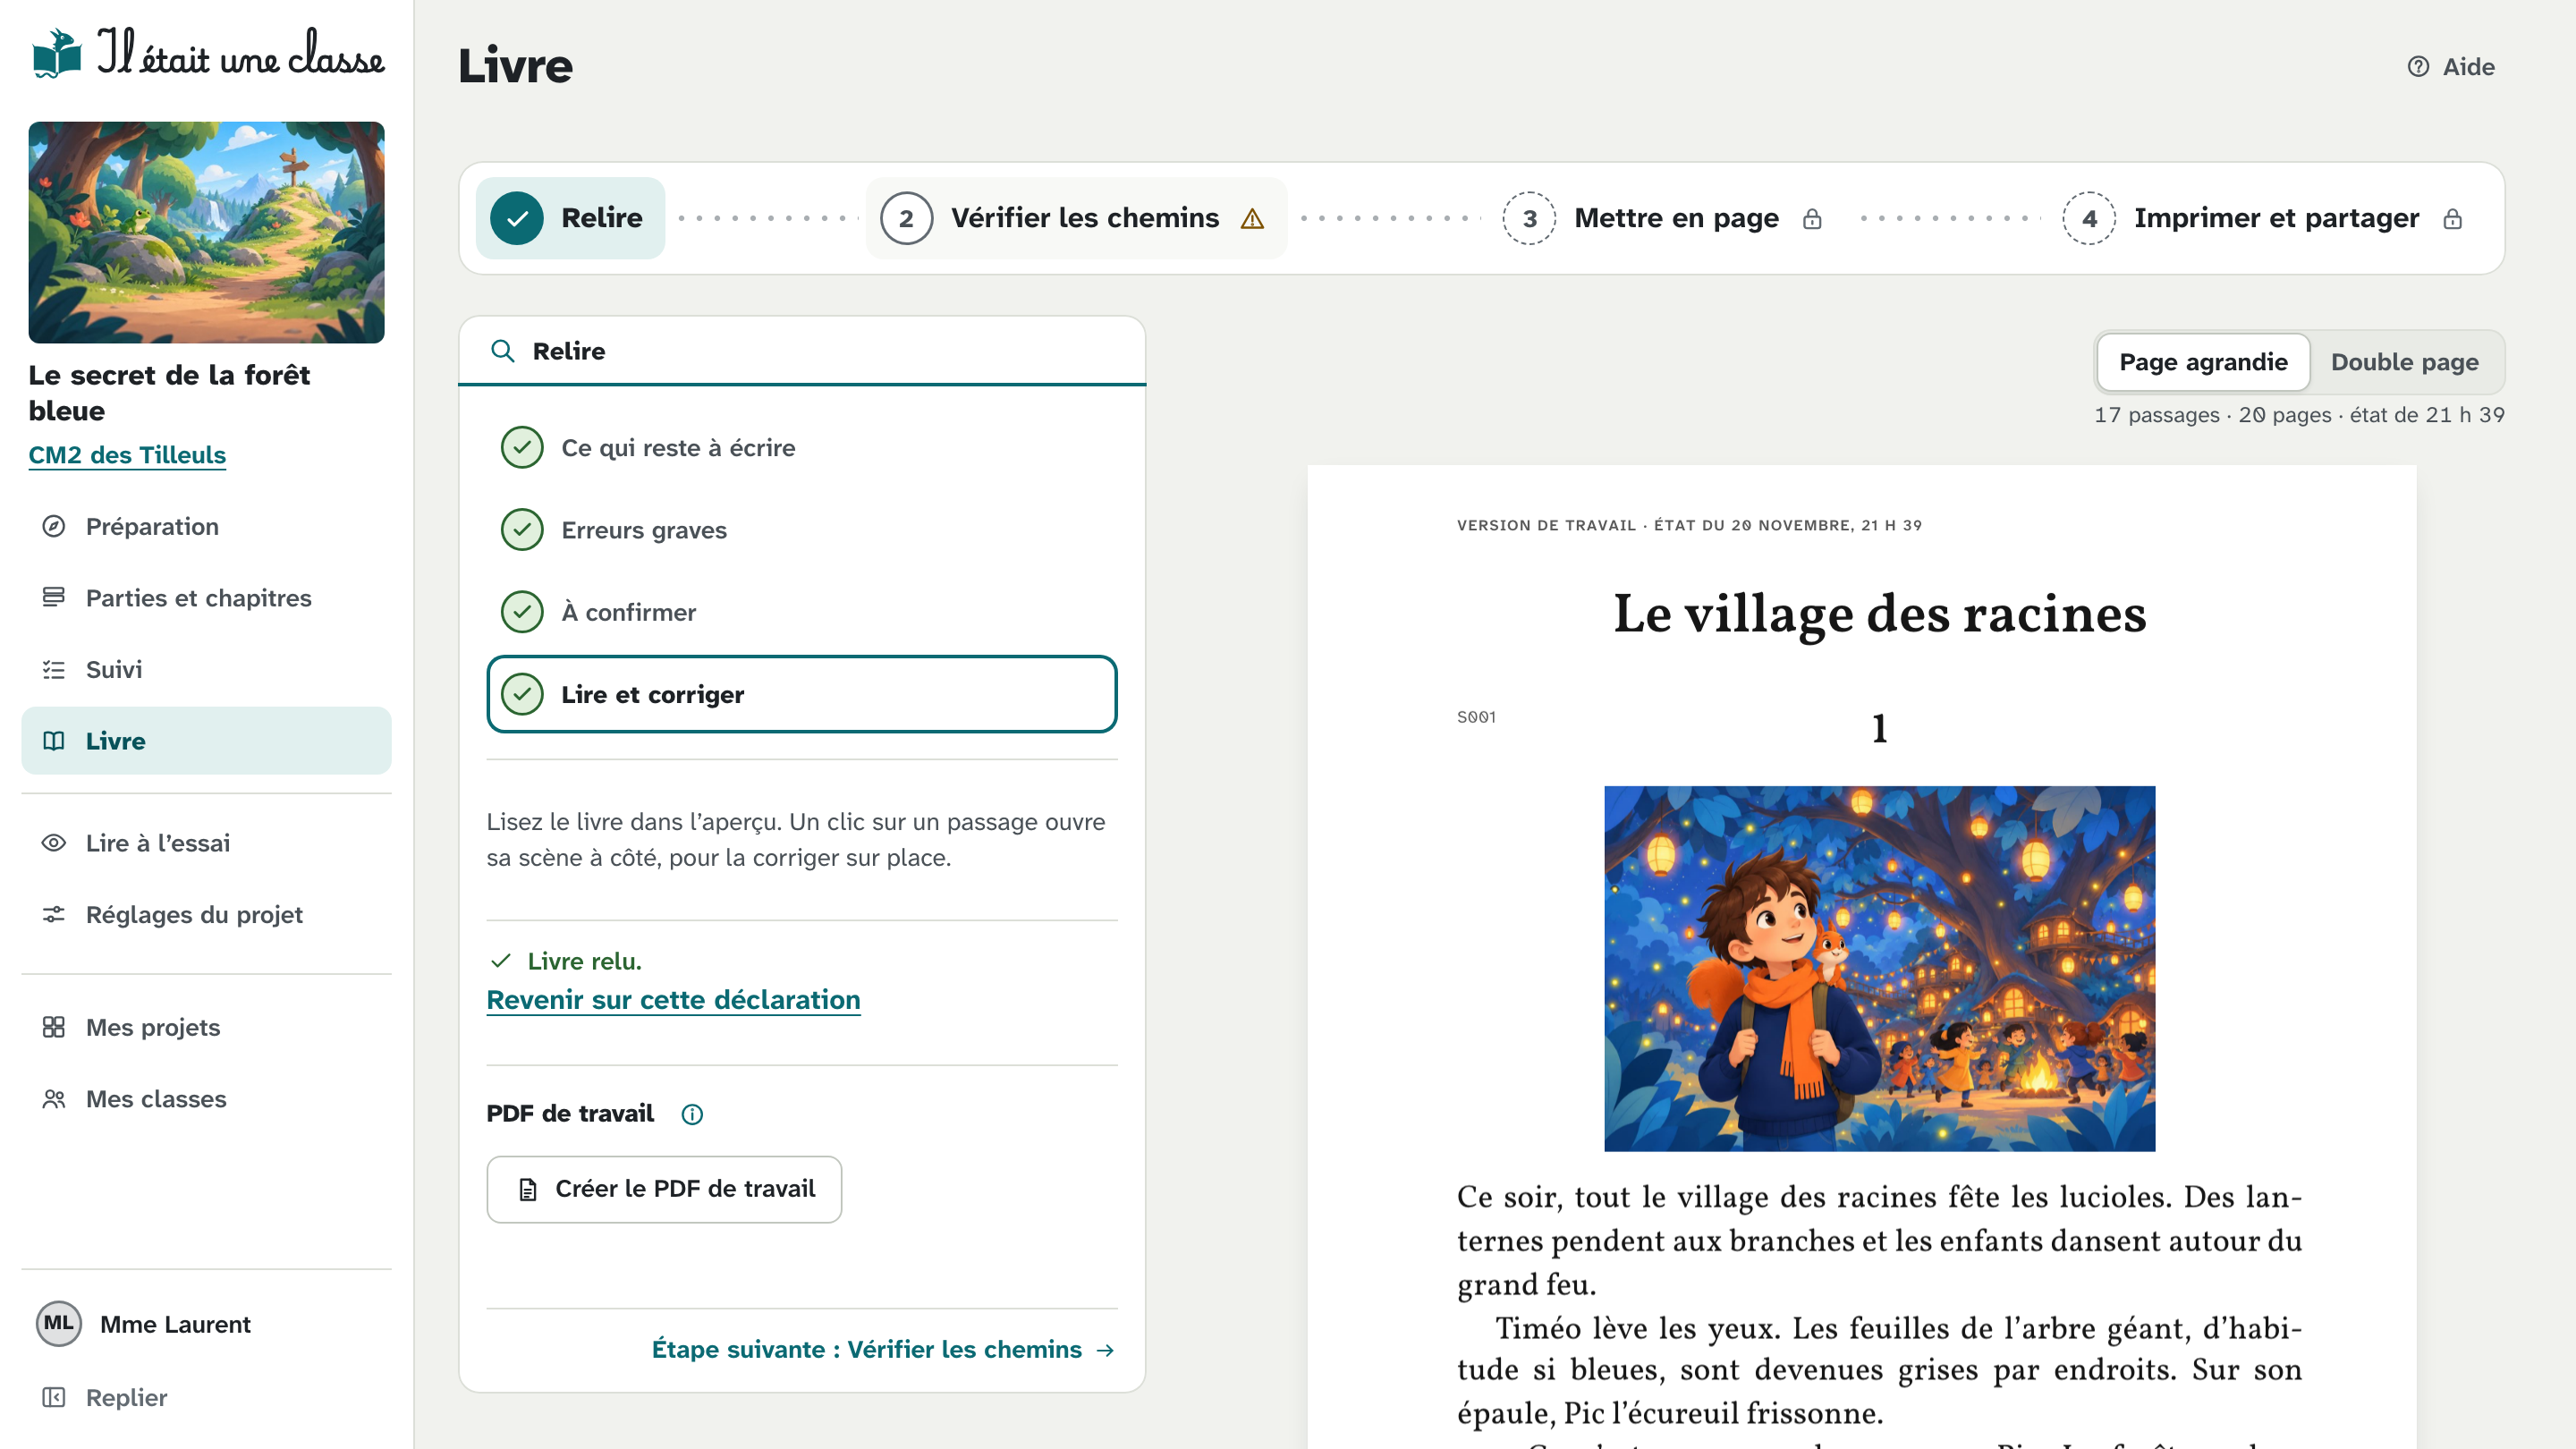 Il était une classe
Le secret de la forêt
bleue
CM2 des Tilleuls
Préparation
Parties et chapitres
Suivi
Livre
Lire à l’essai
Réglages du projet
Mes projets
Mes classes
ML
Mme Laurent
Replier
Livre
Aide
Relire
2
Vérifier les chemins
3
Mettre en page
4
Imprimer et partager
Relire
Ce qui reste à écrire
Erreurs graves
À confirmer
Lire et corriger
Lisez le livre dans l’aperçu. Un clic sur un passage ouvre
sa scène à côté, pour la corriger sur place.
Livre relu.
Revenir sur cette déclaration
PDF de travail
Créer le PDF de travail
Étape suivante : Vérifier les chemins →
Page agrandie
Double page
17 passages · 20 pages · état de 21 h 39
VERSION DE TRAVAIL · ÉTAT DU 20 NOVEMBRE, 21 H 39
Le village des racines
S001
1
Ce soir, tout le village des racines fête les lucioles. Des lan-
ternes pendent aux branches et les enfants dansent autour du
grand feu.
Timéo lève les yeux. Les feuilles de l’arbre géant, d’habi-
tude si bleues, sont devenues grises par endroits. Sur son
épaule, Pic l’écureuil frissonne.